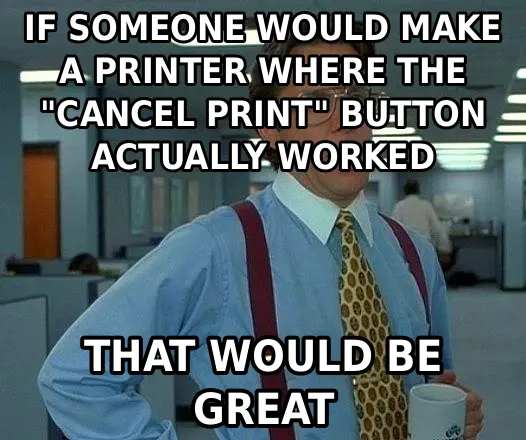 IF SOMEONE WOULD MAKE
A PRINTER WHERE THE
"CANCEL PRINT" BUTTON
ACTUALLY WORKED
THAT WOULD BE
GREAT